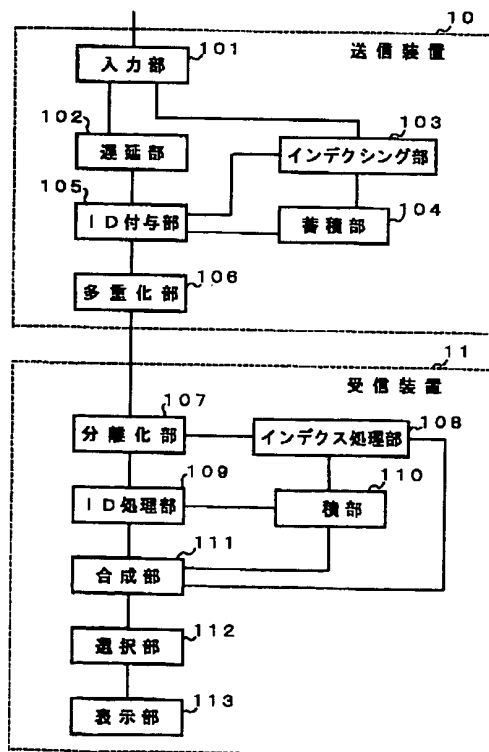 10
送信装置
101
入力部
102
遅延部
103
インデクシング部
105
ID付与部
104
蓄積部
106
多重化部
11
受信装置
107
分離化部
108
インデクス処理部
109
ID処理部
110
積部
111
合成部
112
選択部
113
表示部